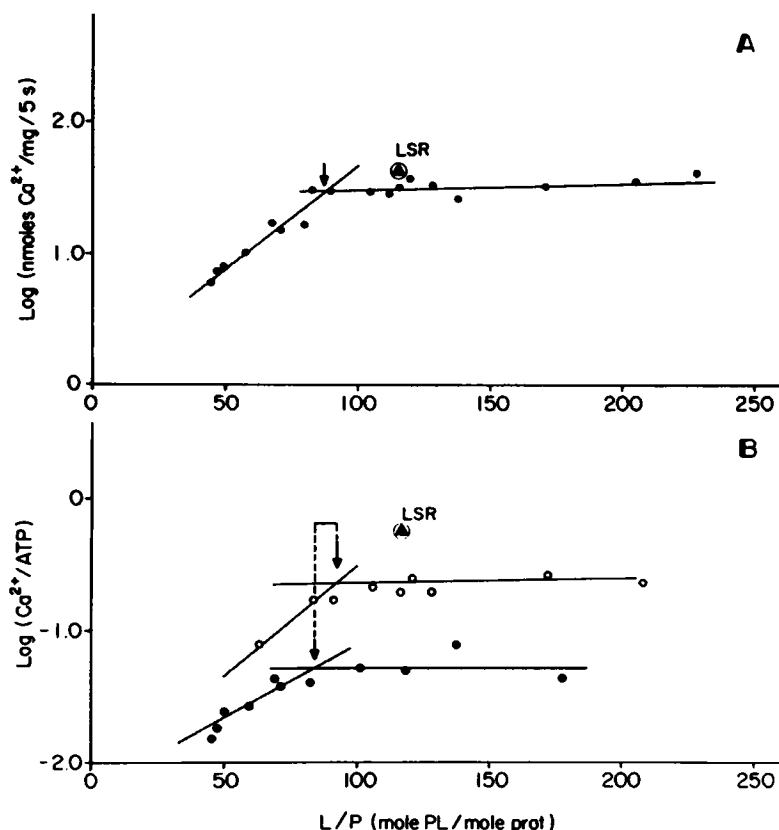 A
Log (nmoles Ca²⁺/mg/5s)
2.0
1.0
0
LSR
0 50 100 150 200 250
B
Log (Ca²⁺/ATP)
0
-1.0
-2.0
LSR
0 50 100 150 200 250
L/P (mole PL/mole prot)